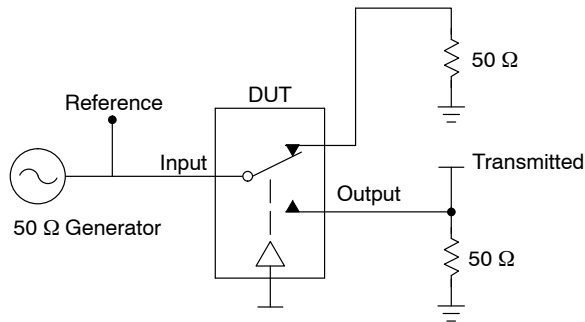 50 Ω
DUT
Reference
Input
Transmitted
Output
50 Ω Generator
50 Ω